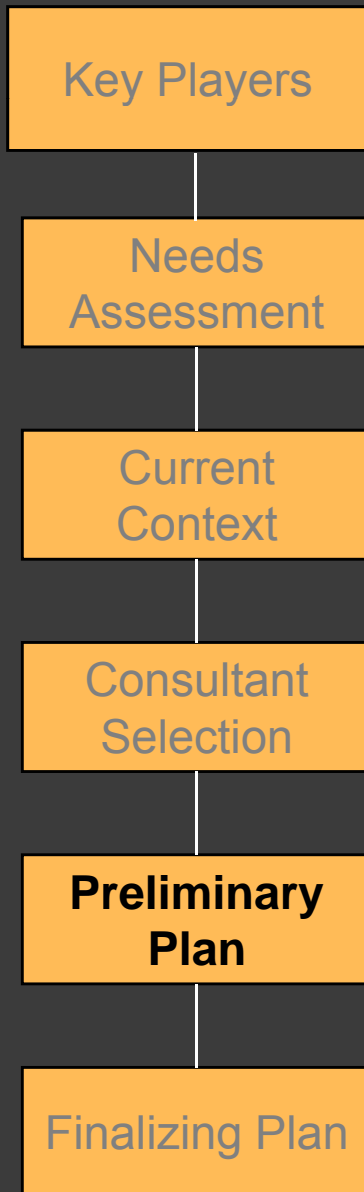 Key Players
Needs
Assessment
Current
Context
Consultant
Selection
Preliminary
Plan
Finalizing Plan